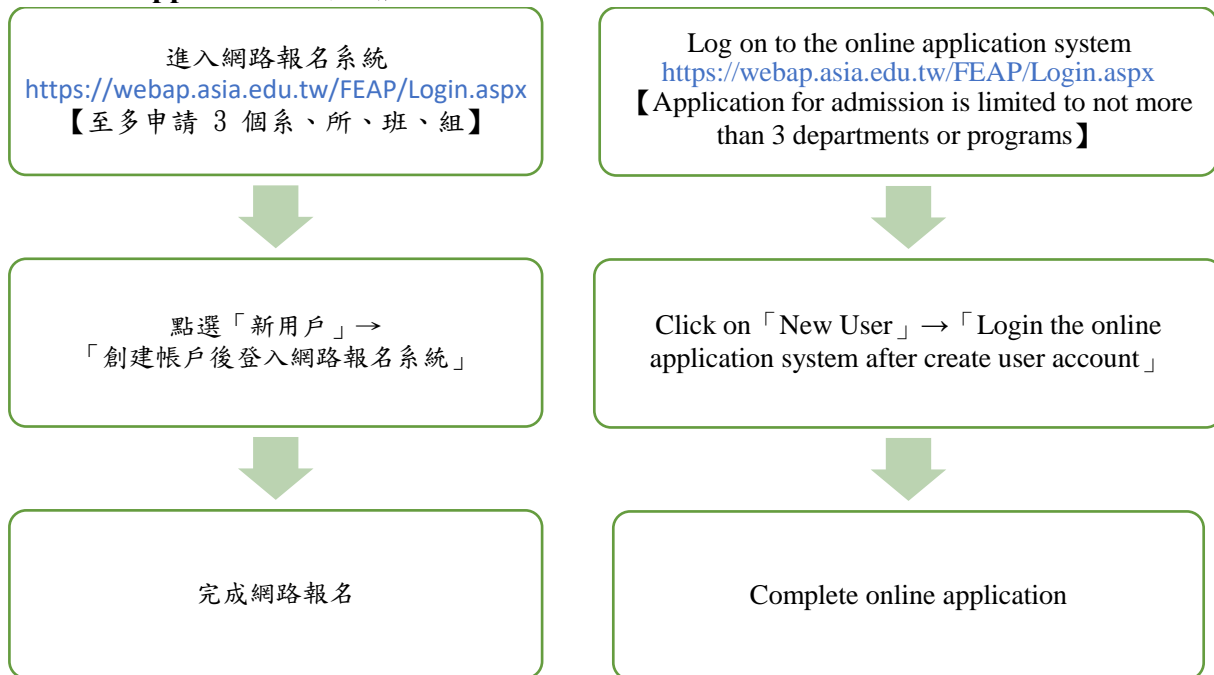 進入網路報名系統
https://webap.asia.edu.tw/FEAP/Login.aspx
【至多申請 3 個系、所、班、組】
點選「新用戶」→
「創建帳戶後登入網路報名系統」
完成網路報名
Log on to the online application system
https://webap.asia.edu.tw/FEAP/Login.aspx
【Application for admission is limited to not more
than 3 departments or programs】
Click on「New User」→「Login the online
application system after create user account」
Complete online application